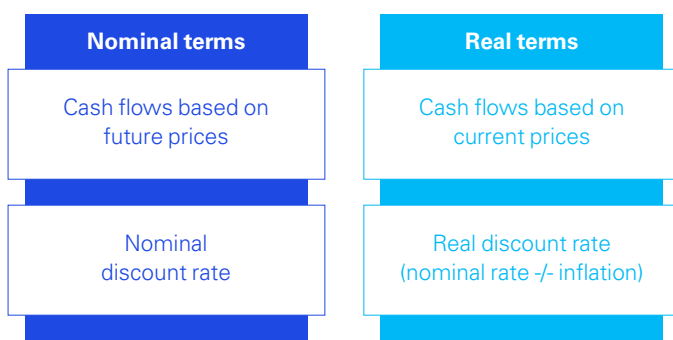 Nominal terms
Cash flows based on
future prices
Nominal
discount rate
Real terms
Cash flows based on
current prices
Real discount rate
(nominal rate -/- inflation)